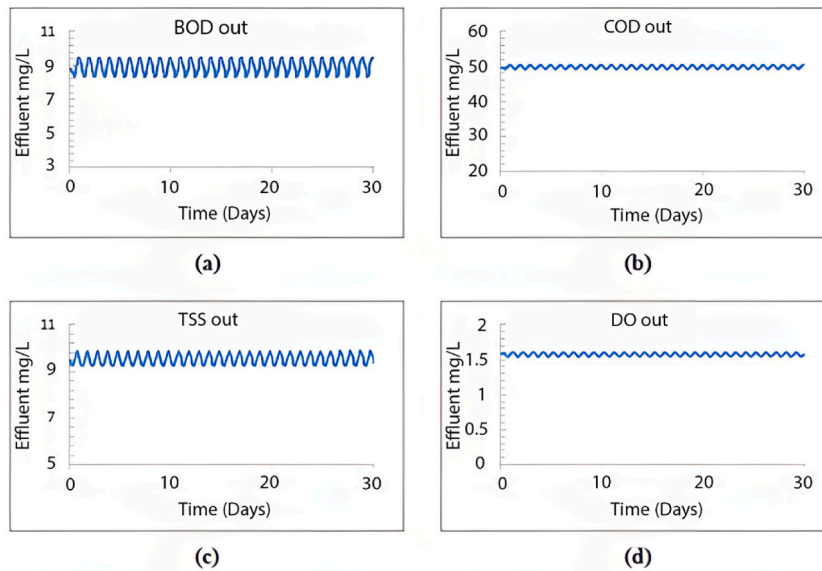 BOD out
11
9
7
5
3
Effluent mg/L
0
10
20
30
Time (Days)
(a)
COD out
60
50
40
30
20
Effluent mg/L
0
10
20
30
Time (Days)
(b)
TSS out
11
9
7
5
Effluent mg/L
0
10
20
30
Time (Days)
(c)
DO out
2
1.5
1
0.5
0
Effluent mg/L
0
10
20
30
Time (Days)
(d)